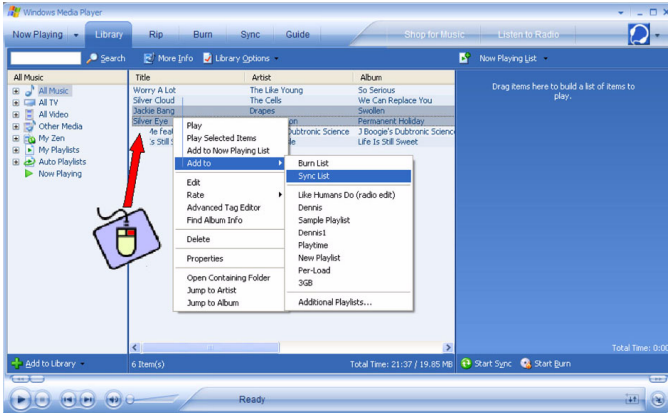 Windows Media Player
Now Playing Library Rip Burn Sync Guide Shop for Music Listen to Radio
Search More Info Library Options Now Playing List
All Music
All Music
All TV
All Video
Other Media
My Zen
My Playlists
Auto Playlists
Now Playing
Title Artist Album
Worry A Lot The Like Young So Serious
Silver Cloud The Cells We Can Replace You
Jackie Bang Drapes Swollen
Silver Eye on Permanent Holiday
Me feat Dubtronic Science J Boogie's Dubtronic Science
's Still Life Is Still Sweet
Play
Play Selected Items
Add to Now Playing List
Add to
Edit
Rate
Advanced Tag Editor
Find Album Info
Delete
Properties
Open Containing Folder
Jump to Artist
Jump to Album
Burn List
Sync List
Like Humans Do (radio edit)
Dennis
Sample Playlist
Dennis1
Playtime
New Playlist
Per-Load
3GB
Additional Playlists...
Drag items here to build a list of items to
play.
Total Time: 0:00
Add to Library 6 Item(s) Total Time: 21:37 / 19.85 MB Start Sync Start Burn
Ready